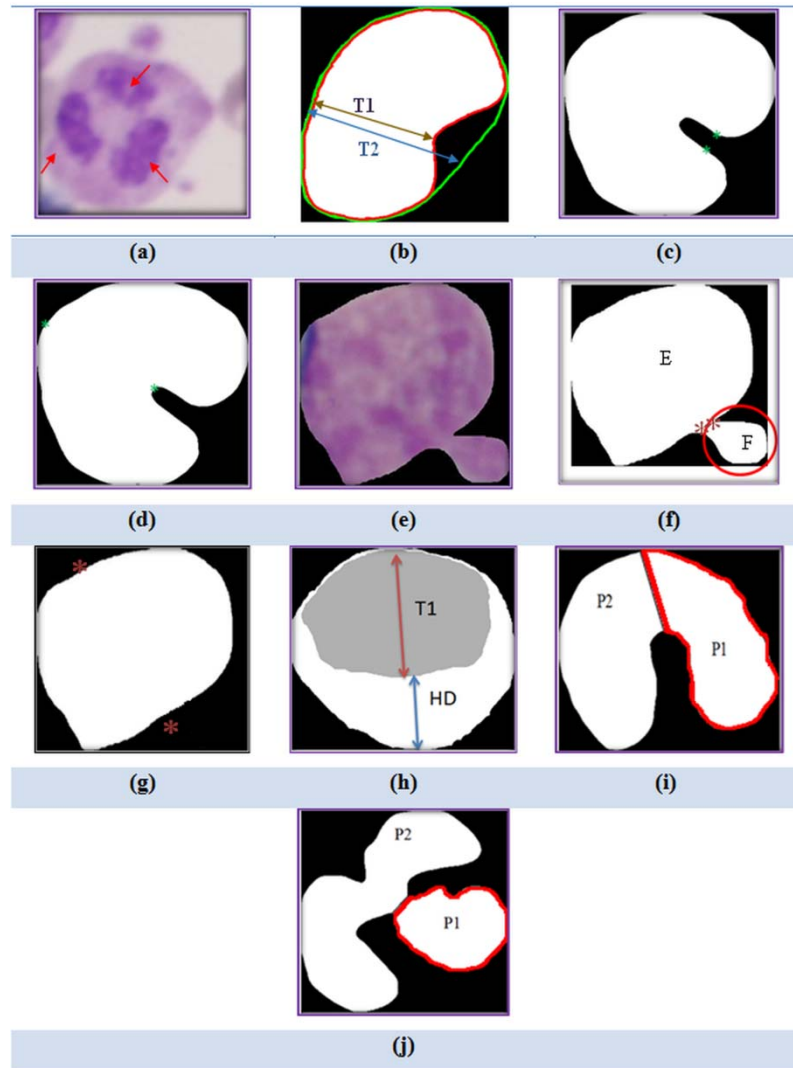 T1
T2
(a) (b) (c)
E
F
(d) (e) (f)
T1
HD
P2
P1
(g) (h) (i)
P2
P1
(j)